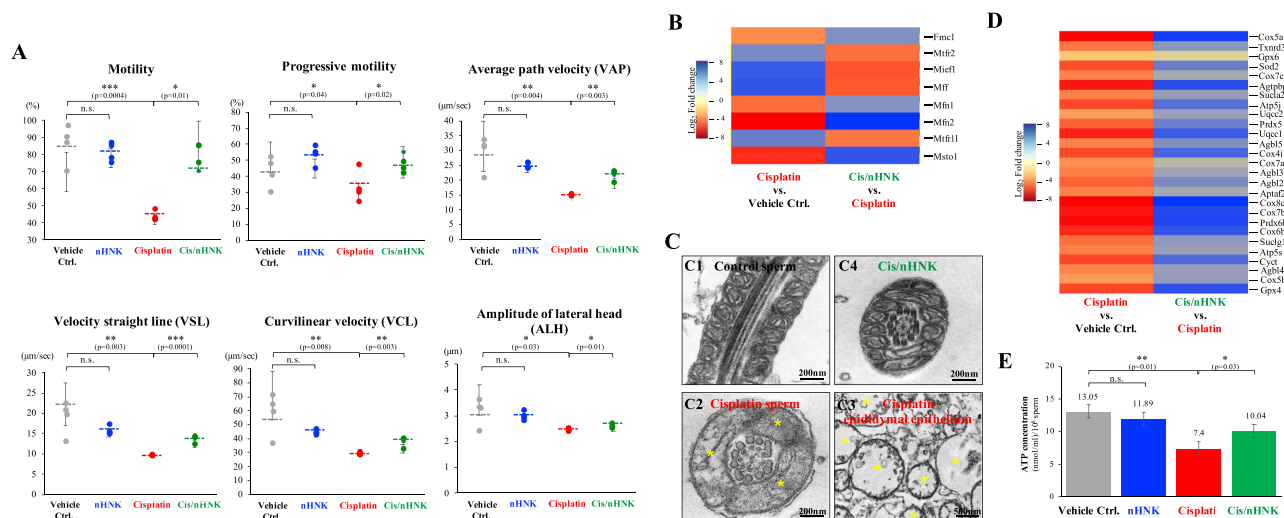 A
Motility
***
(p=0.0004)
*
(p=0.01)
n.s.
(%)
100
90
80
70
60
50
40
30
Vehicle
Ctrl.
nHNK
Cisplatin
Cis/nHNK
Progressive motility
*
(p=0.04)
*
(p=0.02)
n.s.
(%)
80
70
60
50
40
30
20
10
0
Vehicle
Ctrl.
nHNK
Cisplatin
Cis/nHNK
Average path velocity (VAP)
**
(p=0.004)
**
(p=0.003)
n.s.
(μm/sec)
40
35
30
25
20
15
10
5
0
Vehicle
Ctrl.
nHNK
Cisplatin
Cis/nHNK
Velocity straight line (VSL)
**
(p=0.003)
***
(p=0.0001)
n.s.
(μm/sec)
30
25
20
15
10
5
0
Vehicle
Ctrl.
nHNK
Cisplatin
Cis/nHNK
Curvilinear velocity (VCL)
**
(p=0.008)
**
(p=0.003)
n.s.
(μm/sec)
90
80
70
60
50
40
30
20
10
0
Vehicle
Ctrl.
nHNK
Cisplatin
Cis/nHNK
Amplitude of lateral head
(ALH)
*
(p=0.03)
*
(p=0.01)
n.s.
(μm)
5
4
3
2
1
0
Vehicle
Ctrl.
nHNK
Cisplatin
Cis/nHNK
B
Log2 Fold change
8
4
0
-4
-8
Fmc1
Mtfr2
Mief1
Mff
Mfn1
Mfn2
Mtfr1l
Msto1
Cisplatin
vs.
Vehicle Ctrl.
Cis/nHNK
vs.
Cisplatin
C
C1
Control sperm
200nm
C4
Cis/nHNK
200nm
C2
Cisplatin sperm
200nm
C3
Cisplatin
epididymal epithelium
500nm
D
Log2 Fold change
8
4
0
-4
-8
Cox5a
Txnrd3
Gpx6
Sod2
Cox7c
Agtpbp
Sucla2
Atp5j
Uqcc2
Prdx5
Uqcc1
Agbl5
Cox4i
Cox7a
Agbl3
Agbl2
Aptaf2
Cox8c
Cox7b
Prdx6b
Cox6b
Suclg1
Atp5s
Cyct
Agbl4
Cox5b
Gpx4
Cisplatin
vs.
Vehicle Ctrl.
Cis/nHNK
vs.
Cisplatin
E
ATP concentration
(nmol/ml)/10⁶ sperm
20
15
10
5
0
**
(p=0.01)
*
(p=0.03)
n.s.
13.05
11.89
7.4
10.04
Vehicle Ctrl.
nHNK
Cisplati
Cis/nHNK